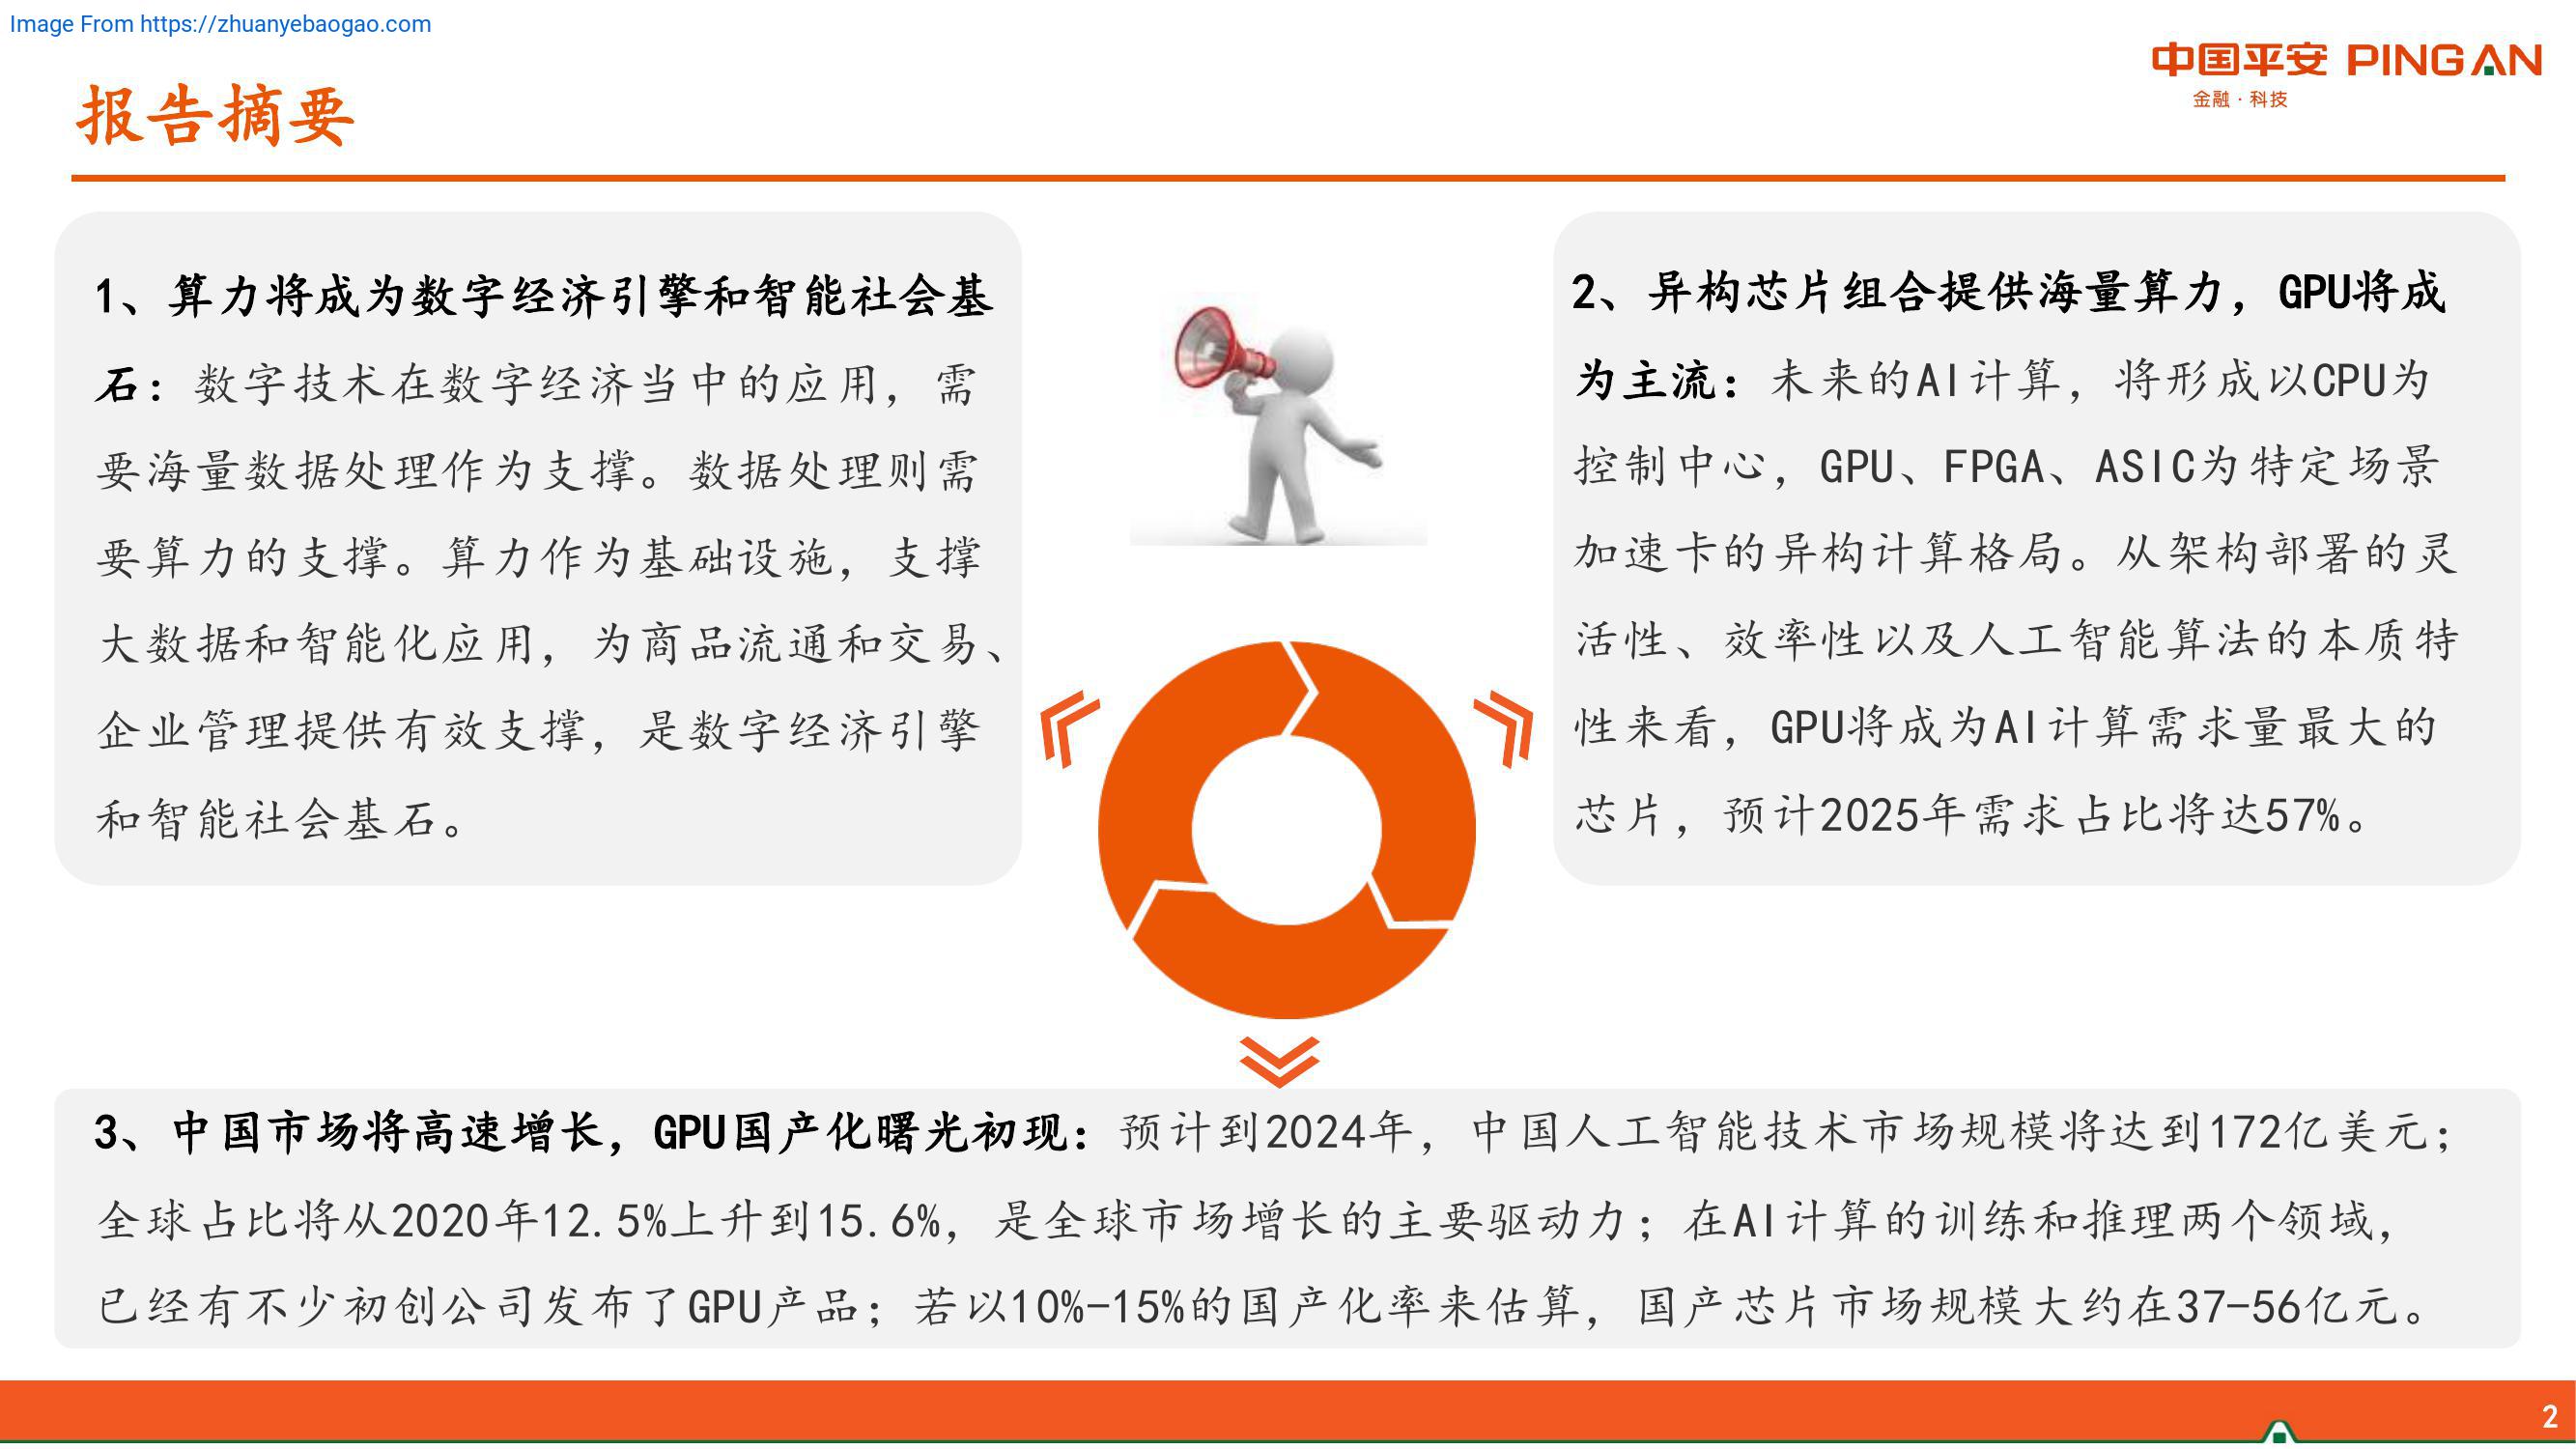 Image From https://zhuanyebaogao.com
中国平安 PINGAN
金融·科技
报告摘要
1、算力将成为数字经济引擎和智能社会基
石：数字技术在数字经济当中的应用，需
要海量数据处理作为支撑。数据处理则需
要算力的支撑。算力作为基础设施，支撑
大数据和智能化应用，为商品流通和交易、
企业管理提供有效支撑，是数字经济引擎
和智能社会基石。
2、异构芯片组合提供海量算力，GPU将成
为主流：未来的AI计算，将形成以CPU为
控制中心，GPU、FPGA、ASIC为特定场景
加速卡的异构计算格局。从架构部署的灵
活性、效率性以及人工智能算法的本质特
性来看，GPU将成为AI计算需求量最大的
芯片，预计2025年需求占比将达57%。
3、中国市场将高速增长，GPU国产化曙光初现：预计到2024年，中国人工智能技术市场规模将达到172亿美元；
全球占比将从2020年12.5%上升到15.6%，是全球市场增长的主要驱动力；在AI计算的训练和推理两个领域，
已经有不少初创公司发布了GPU产品；若以10%-15%的国产化率来估算，国产芯片市场规模大约在37-56亿元。
2